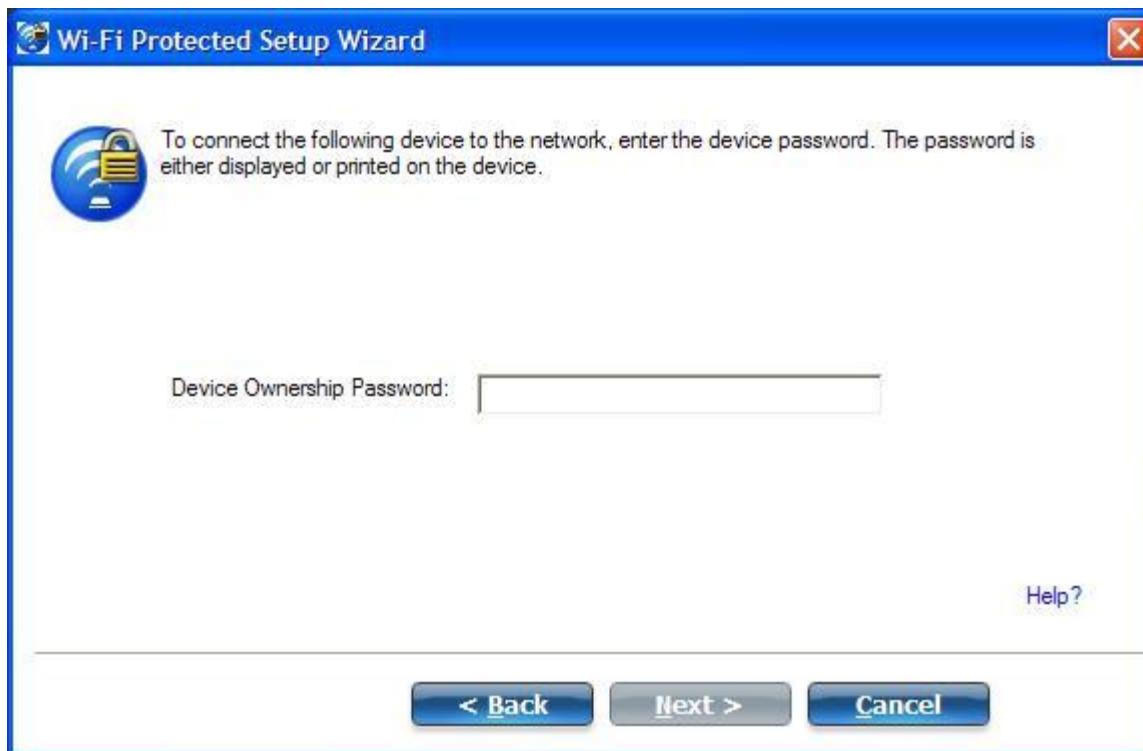 Wi-Fi Protected Setup Wizard
To connect the following device to the network, enter the device password. The password is
either displayed or printed on the device.
Device Ownership Password:
Help?
< Back Next > Cancel